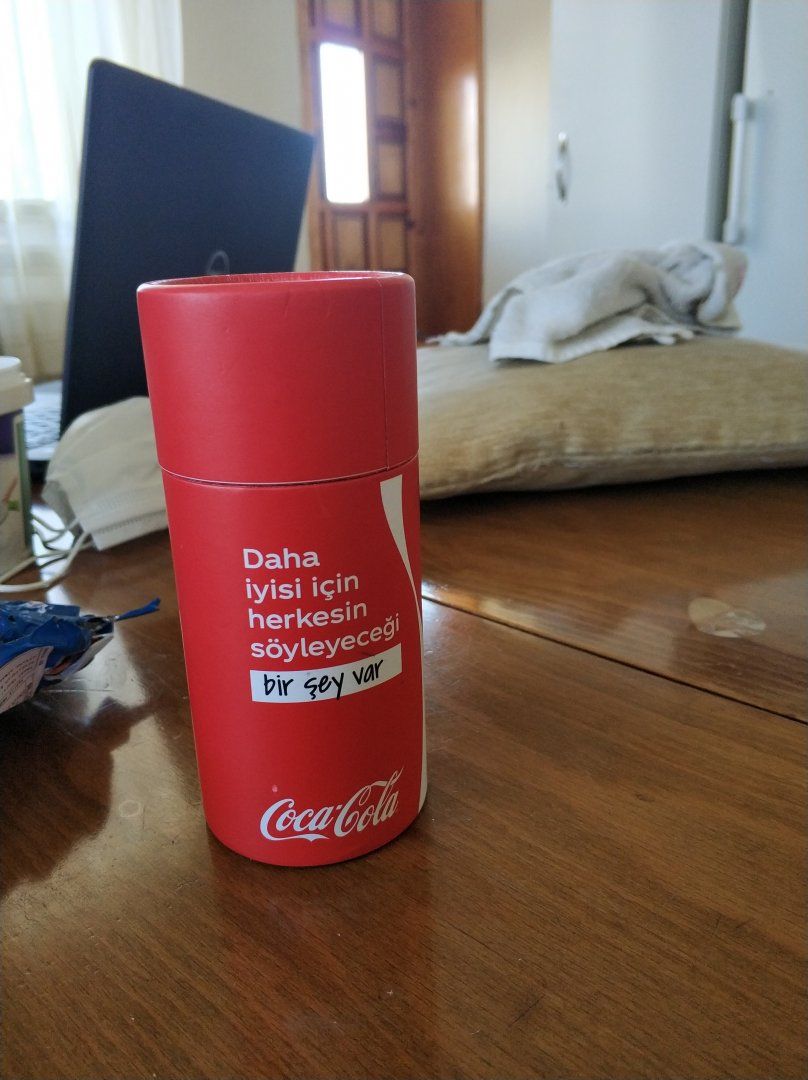 Daha
iyisi için
herkesin
söyleyeceği
bir şey var
Coca-Cola